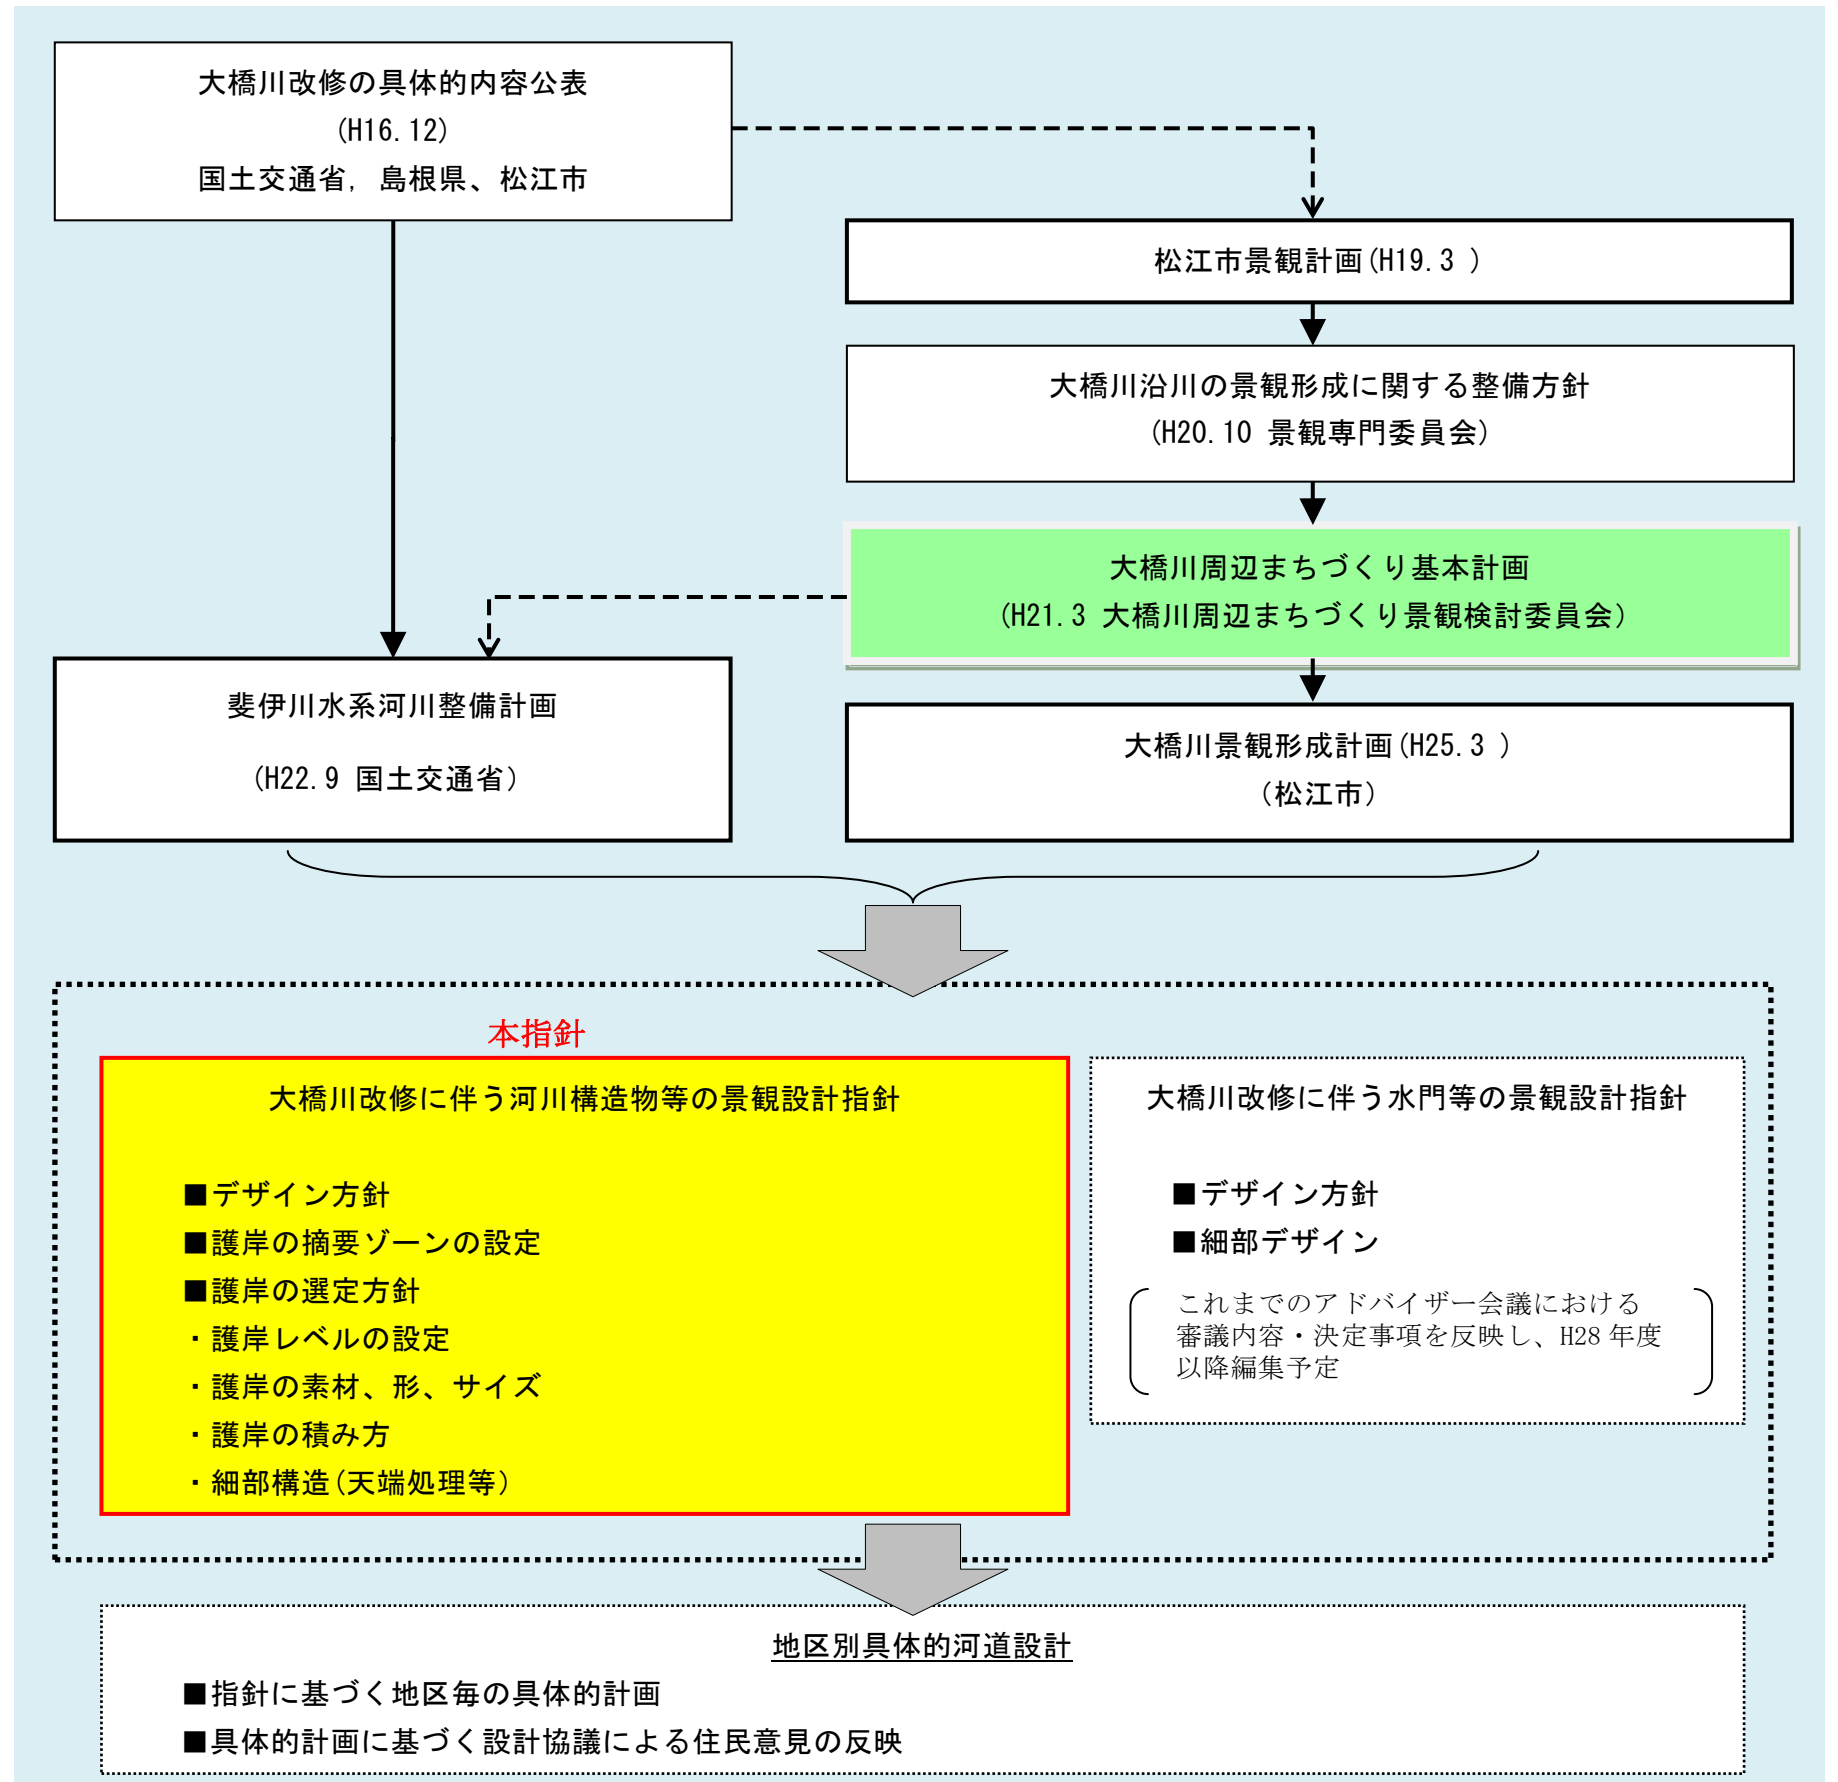 大橋川改修の具体的内容公表
(H16.12)
国土交通省, 島根県、松江市
松江市景観計画(H19.3 )
大橋川沿川の景観形成に関する整備方針
(H20.10 景観専門委員会)
大橋川周辺まちづくり基本計画
(H21.3 大橋川周辺まちづくり景観検討委員会)
斐伊川水系河川整備計画
(H22.9 国土交通省)
大橋川景観形成計画(H25.3 )
(松江市)
本指針
大橋川改修に伴う河川構造物等の景観設計指針
■デザイン方針
■護岸の摘要ゾーンの設定
■護岸の選定方針
・護岸レベルの設定
・護岸の素材、形、サイズ
・護岸の積み方
・細部構造(天端処理等)
大橋川改修に伴う水門等の景観設計指針
■デザイン方針
■細部デザイン
これまでのアドバイザー会議における
審議内容・決定事項を反映し、H28 年度
以降編集予定
地区別具体的河道設計
■指針に基づく地区毎の具体的計画
■具体的計画に基づく設計協議による住民意見の反映